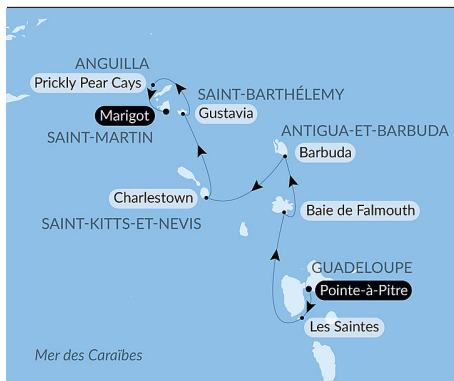 ANGUILLA
Prickly Pear Cays
SAINT-BARTHÉLEMY
Marigot
Gustavia
SAINT-MARTIN
ANTIGUA-ET-BARBUDA
Barbuda
Charlestown
Baie de Falmouth
SAINT-KITTS-ET-NEVIS
GUADELOUPE
Pointe-à-Pitre
Les Saintes
Mer des Caraïbes